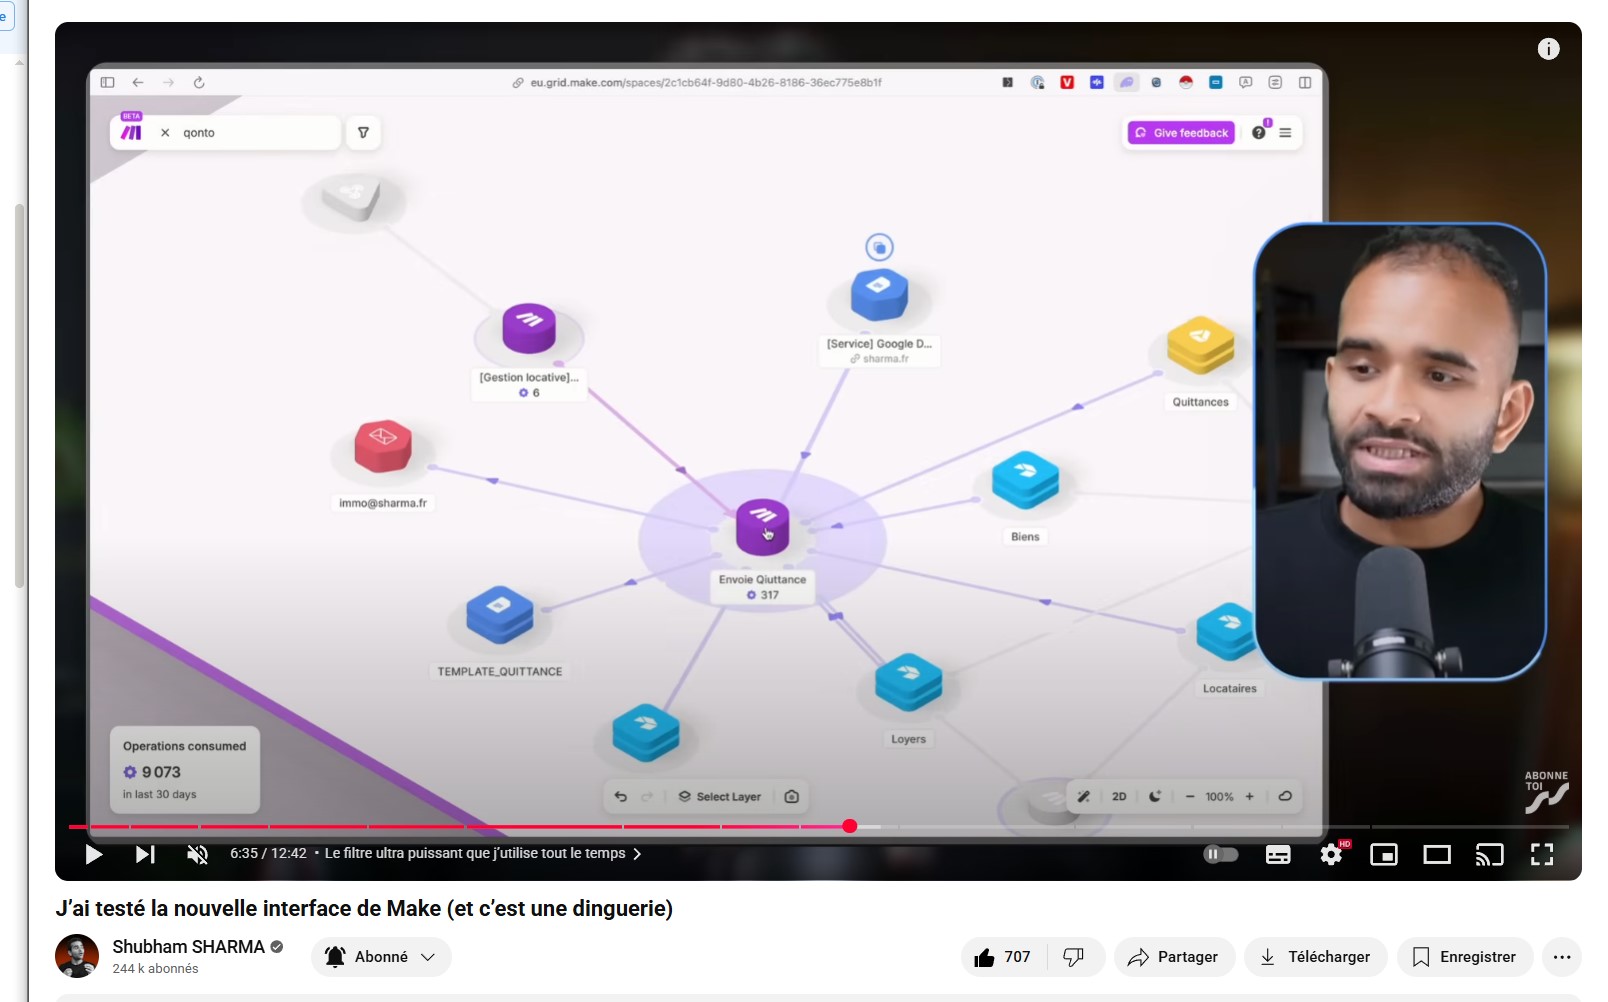 e
eu.grid.make.com/spaces/2c1cb64f-9d80-4b26-8186-36ec775e8b1f
BETA
qonto
Give feedback
[Service] Google D...
sharma.fr
[Gestion locative]...
6
Quittances
immo@sharma.fr
Biens
Envoie Qiuttance
317
TEMPLATE_QUITTANCE
Locataires
Loyers
Operations consumed
9 073
in last 30 days
Select Layer
2D
100%
ABONNE
TOI
6:35 / 12:42 • Le filtre ultra puissant que j’utilise tout le temps
HD
J’ai testé la nouvelle interface de Make (et c’est une dinguerie)
Shubham SHARMA
244 k abonnés
Abonné
707
Partager
Télécharger
Enregistrer